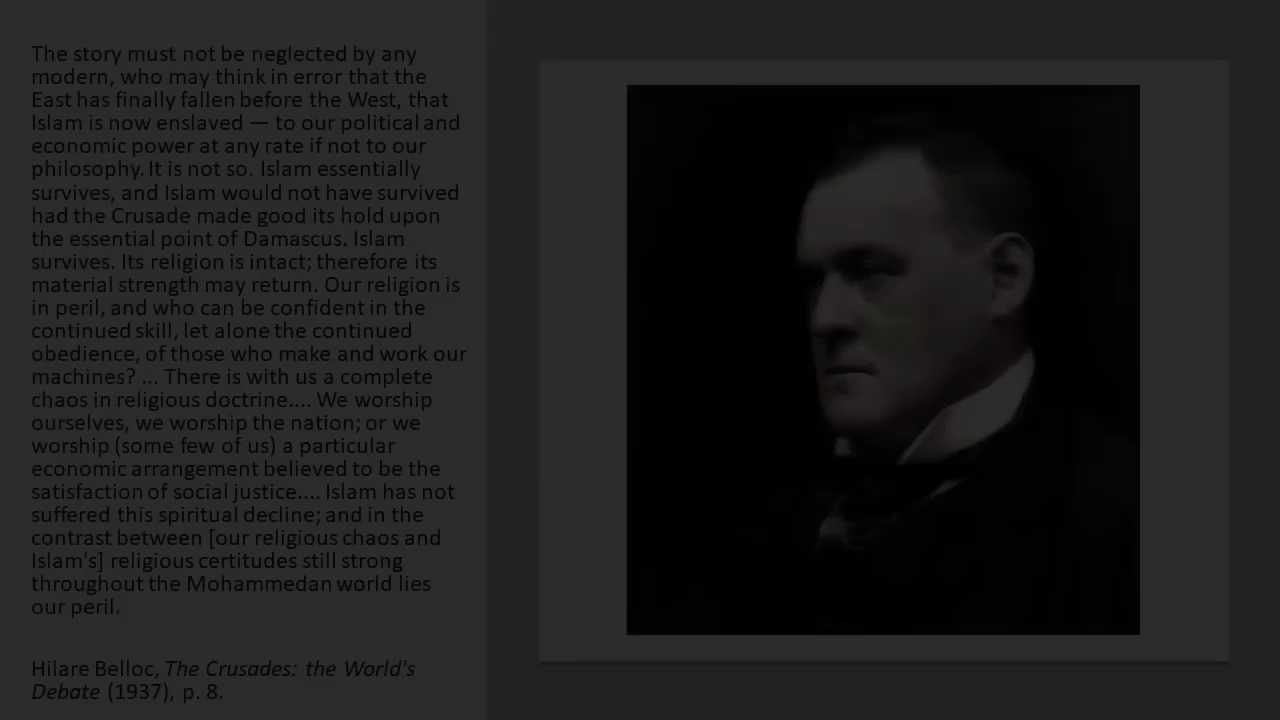 The story must not be neglected by any
modern, who may think in error that the
East has finally fallen before the West, that
Islam is now enslaved — to our political and
economic power at any rate if not to our
philosophy. It is not so. Islam essentially
survives, and Islam would not have survived
had the Crusade made good its hold upon
the essential point of Damascus. Islam
survives. Its religion is intact; therefore its
material strength may return. Our religion is
in peril, and who can be confident in the
continued skill, let alone the continued
obedience, of those who make and work our
machines? ... There is with us a complete
chaos in religious doctrine.... We worship
ourselves, we worship the nation; or we
worship (some few of us) a particular
economic arrangement believed to be the
satisfaction of social justice.... Islam has not
suffered this spiritual decline; and in the
contrast between [our religious chaos and
Islam's] religious certitudes still strong
throughout the Mohammedan world lies
our peril.
Hilare Belloc, The Crusades: the World's
Debate (1937), p. 8.